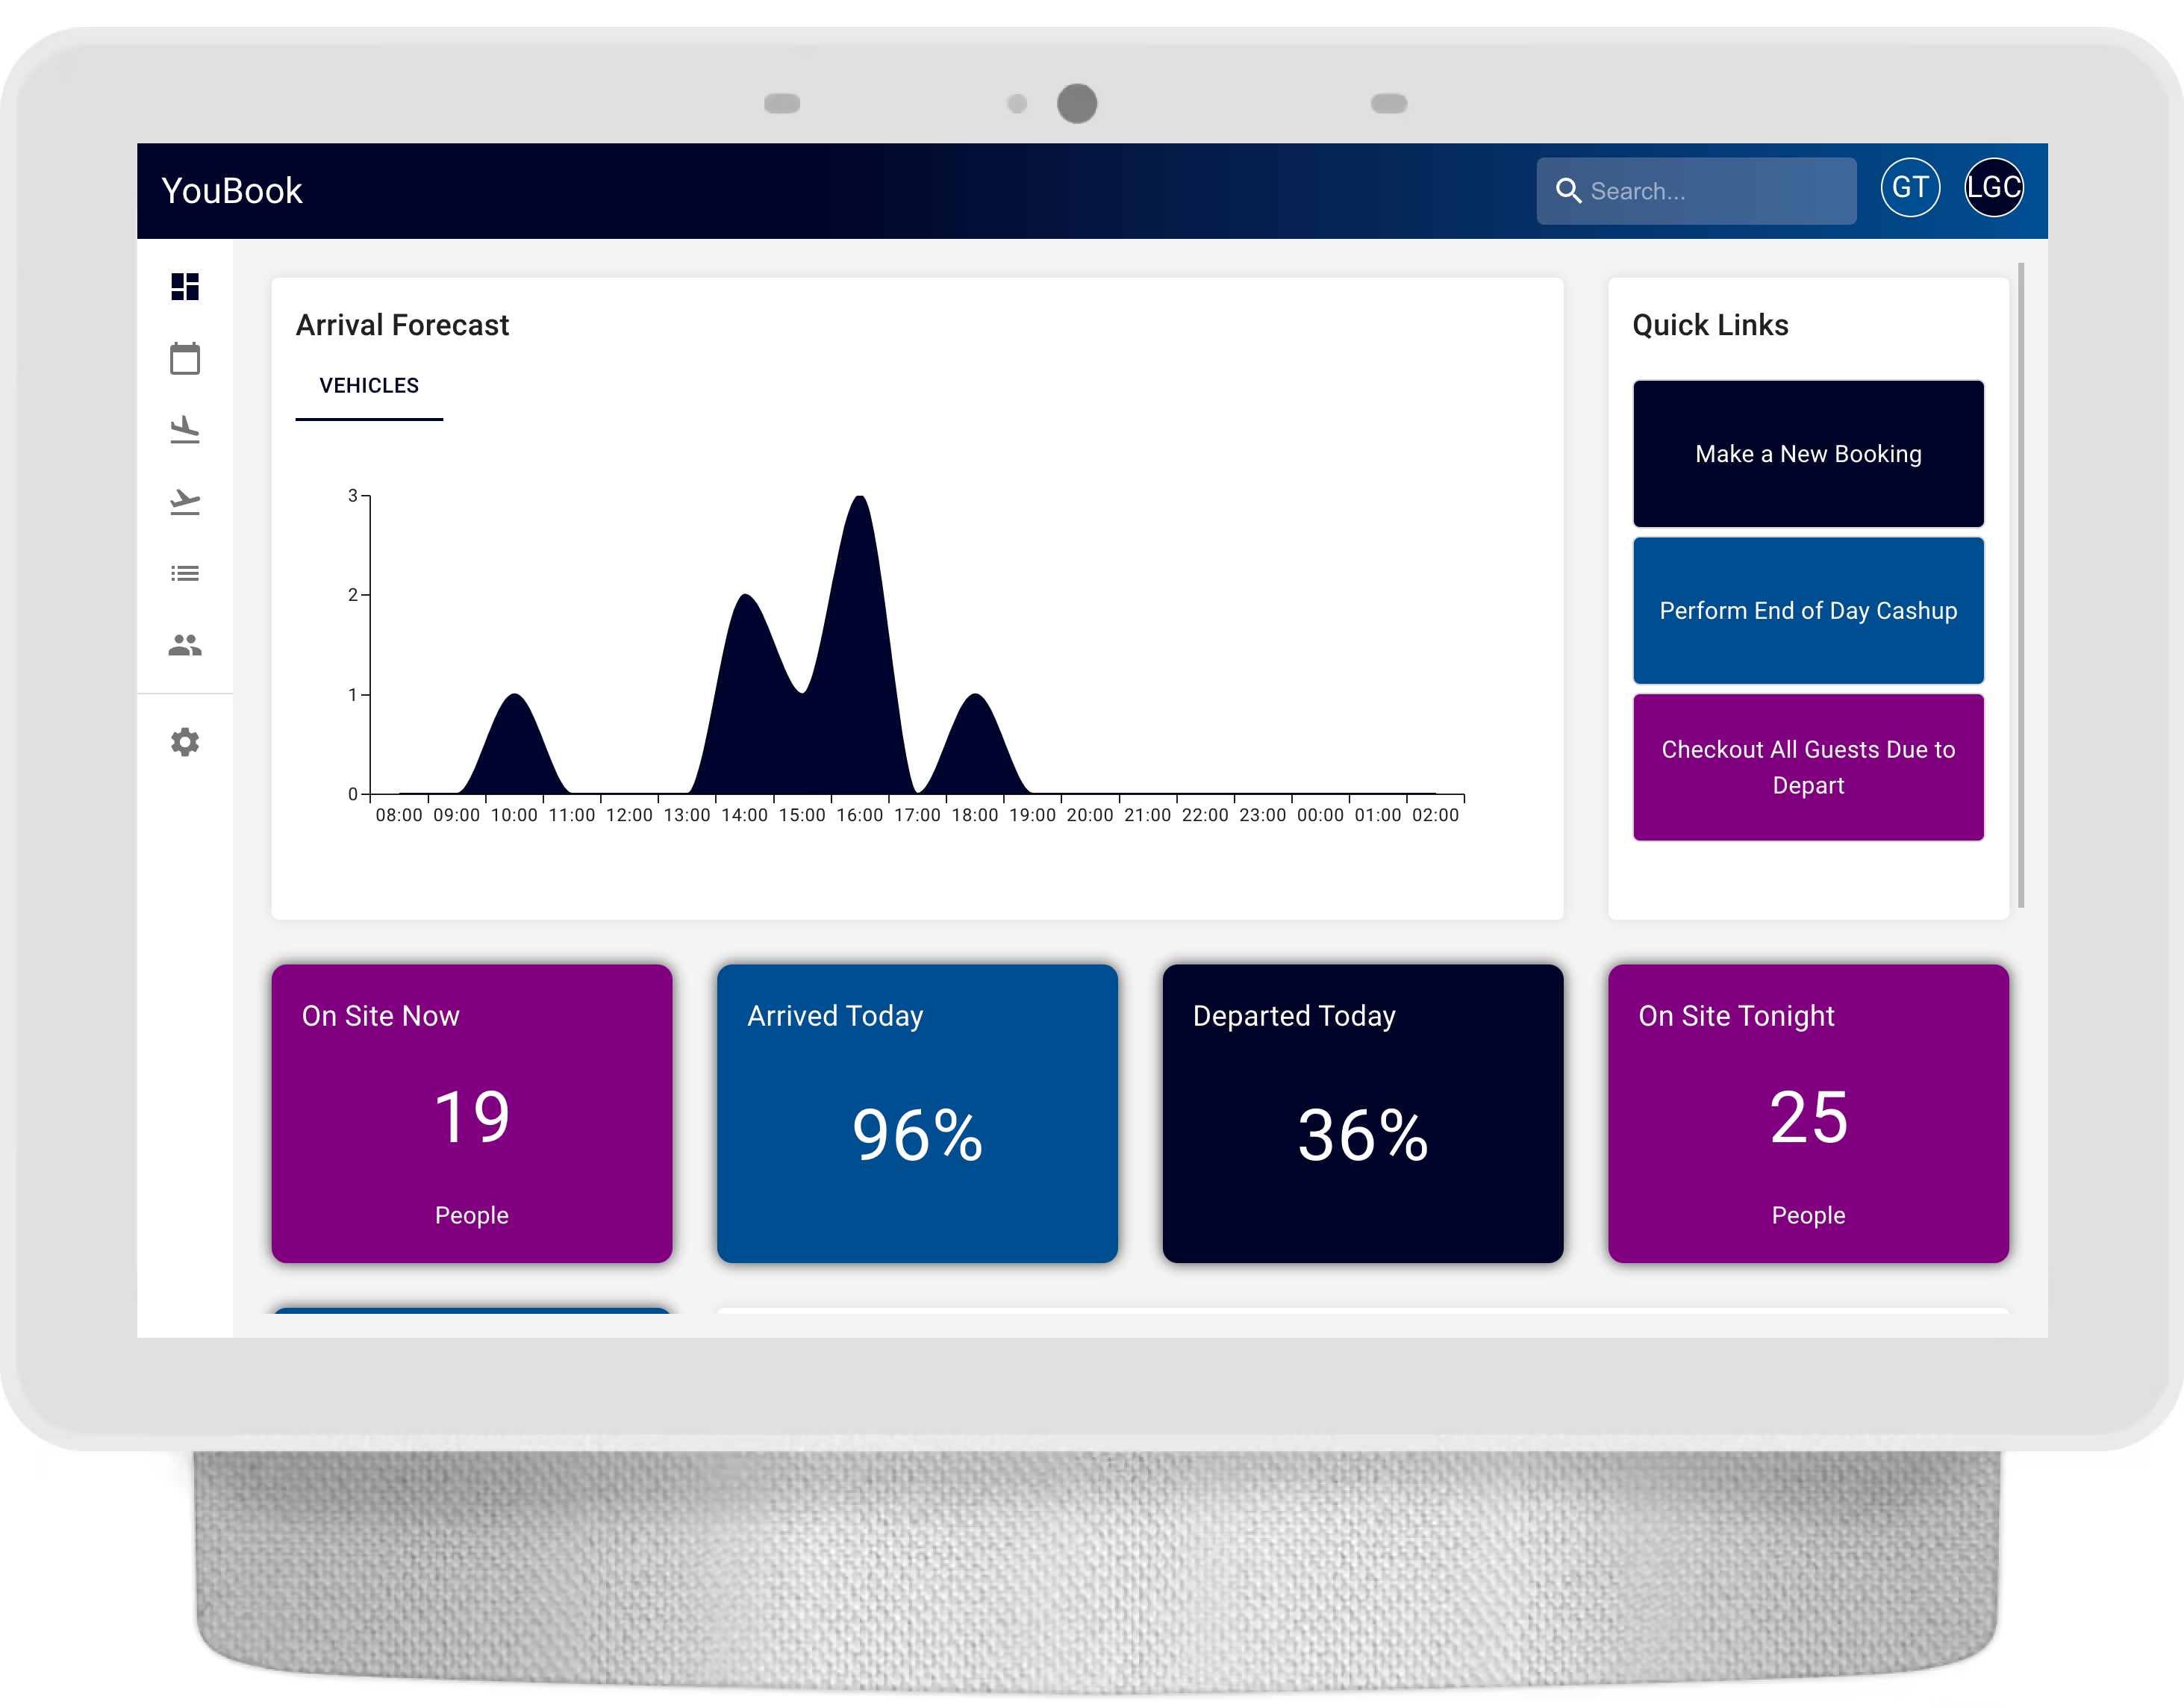 YouBook
Search...
GT
LGC
Arrival Forecast
VEHICLES
3
2
1
0
08:00 09:00 10:00 11:00 12:00 13:00 14:00 15:00 16:00 17:00 18:00 19:00 20:00 21:00 22:00 23:00 00:00 01:00 02:00
Quick Links
Make a New Booking
Perform End of Day Cashup
Checkout All Guests Due to
Depart
On Site Now
19
People
Arrived Today
96%
Departed Today
36%
On Site Tonight
25
People